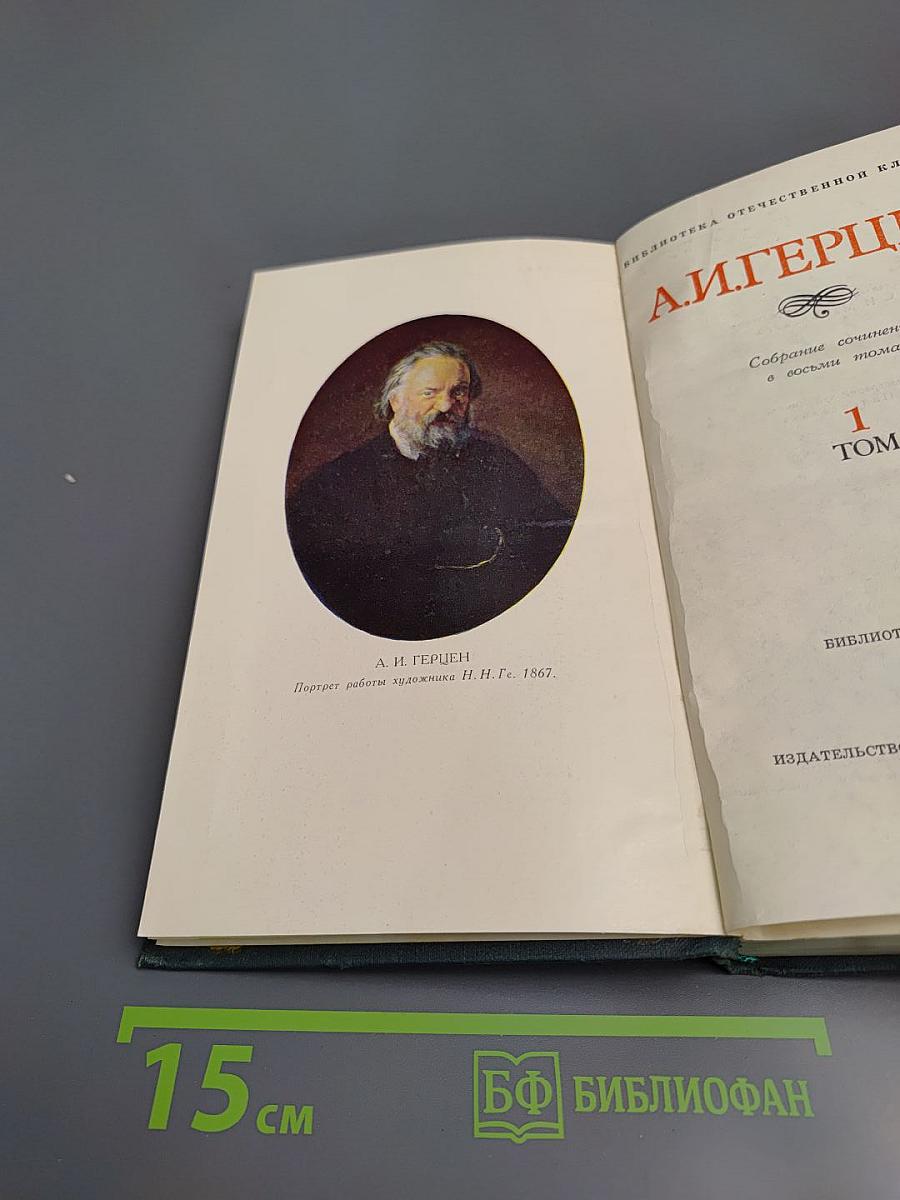 А. И. ГЕРЦЕН
Портрет работы художника Н. Н. Ге. 1867.
БИБЛИОТЕКА ОТЕЧЕСТВЕННОЙ КЛ
А.И.ГЕРЦЕ
Собрание сочинен
в восьми тома
1
ТОМ
БИБЛИОТ
ИЗДАТЕЛЬСТВО
15 см
БФ БИБЛИОФАН